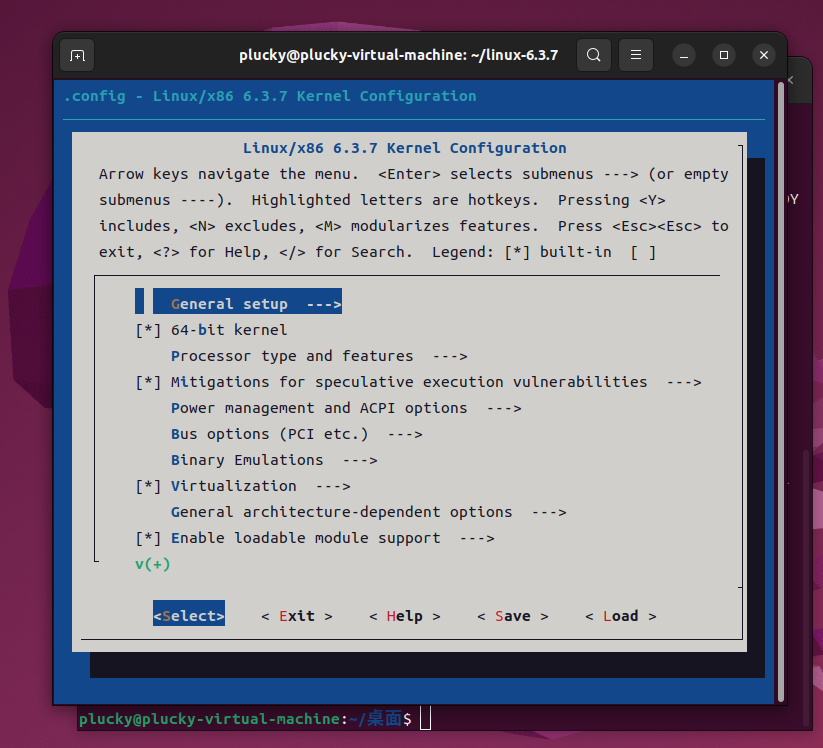 plucky@plucky-virtual-machine: ~/linux-6.3.7
.config - Linux/x86 6.3.7 Kernel Configuration
Linux/x86 6.3.7 Kernel Configuration
Arrow keys navigate the menu.  <Enter> selects submenus ---> (or empty
submenus ----).  Highlighted letters are hotkeys.  Pressing <Y>
includes, <N> excludes, <M> modularizes features.  Press <Esc><Esc> to
exit, <?> for Help, </> for Search.  Legend: [*] built-in  [ ]
General setup  --->
[*] 64-bit kernel
Processor type and features  --->
[*] Mitigations for speculative execution vulnerabilities  --->
Power management and ACPI options  --->
Bus options (PCI etc.)  --->
Binary Emulations  --->
[*] Virtualization  --->
General architecture-dependent options  --->
[*] Enable loadable module support  --->
v(+)
<Select>    < Exit >    < Help >    < Save >    < Load >
plucky@plucky-virtual-machine:~/桌面$